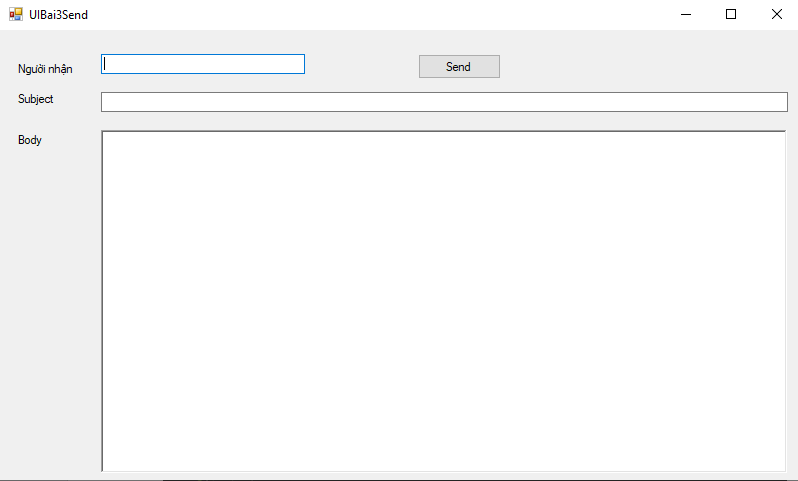 UIBai3Send
Người nhận
Send
Subject
Body